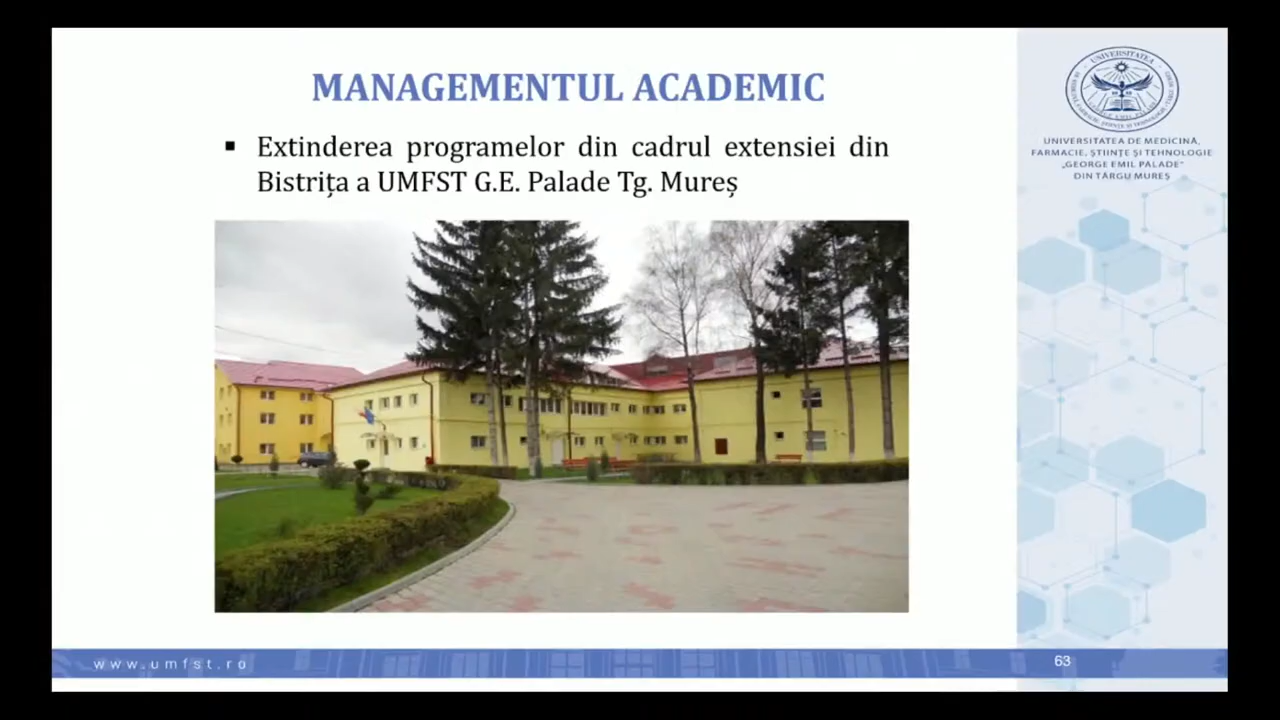 MANAGEMENTUL ACADEMIC
▪ Extinderea programelor din cadrul extensiei din
Bistrița a UMFST G.E. Palade Tg. Mureș
UNIVERSITATEA
UNIVERSITATEA DE MEDICINĂ,
FARMACIE, ȘTIINȚE ȘI TEHNOLOGIE
„GEORGE EMIL PALADE"
DIN TÂRGU MUREȘ
www.umfst.ro
63